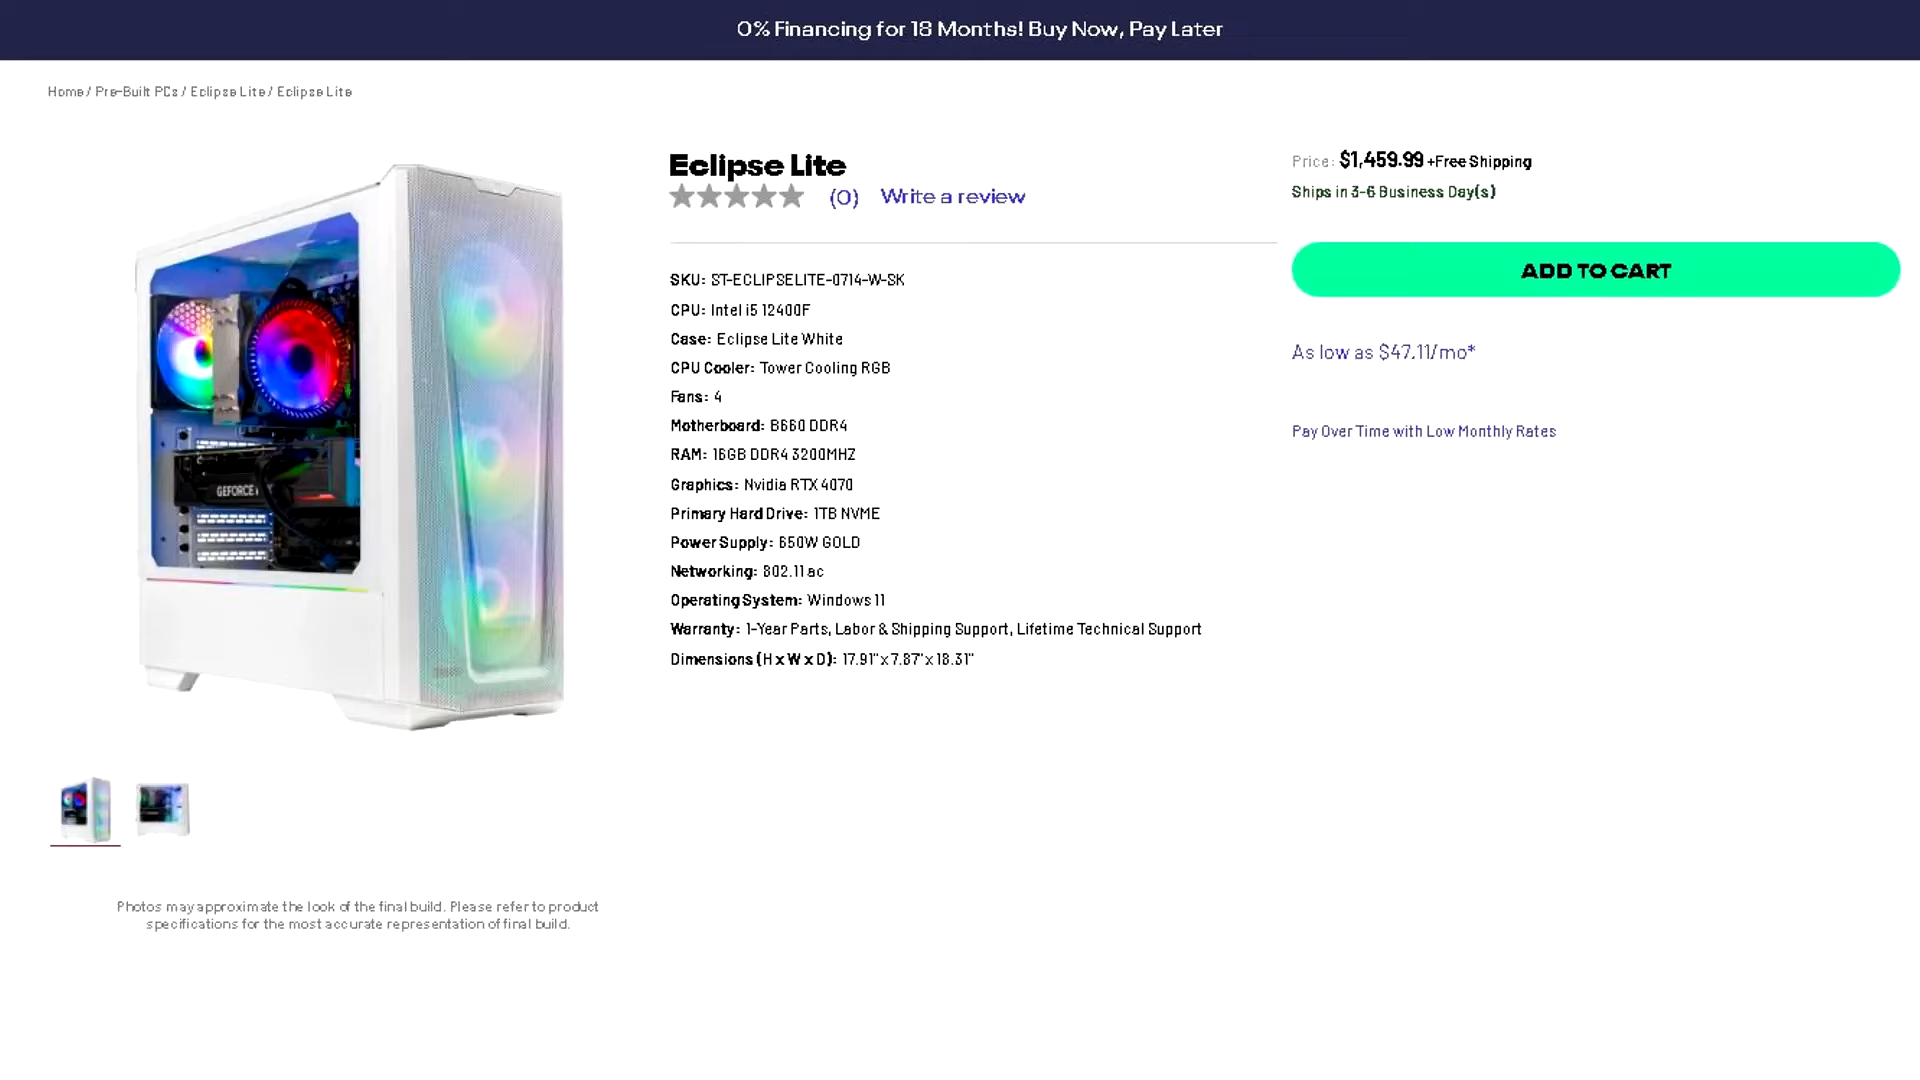 0% Financing for 18 Months! Buy Now, Pay Later
Home / Pre-Built PCs / Eclipse Lite / Eclipse Lite
Eclipse Lite
(0) Write a review
SKU: ST-ECLIPSELITE-0714-W-SK
CPU: Intel i5 12400F
Case: Eclipse Lite White
CPU Cooler: Tower Cooling RGB
Fans: 4
Motherboard: B660 DDR4
RAM: 16GB DDR4 3200MHZ
Graphics: Nvidia RTX 4070
Primary Hard Drive: 1TB NVME
Power Supply: 650W GOLD
Networking: 802.11 ac
Operating System: Windows 11
Warranty: 1-Year Parts, Labor & Shipping Support, Lifetime Technical Support
Dimensions (H x W x D): 17.91" x 7.87" x 18.31"
Price: $1,459.99 +Free Shipping
Ships in 3-6 Business Day(s)
ADD TO CART
As low as $47.11/mo*
Pay Over Time with Low Monthly Rates
GEFORCE
Photos may approximate the look of the final build. Please refer to product
specifications for the most accurate representation of final build.